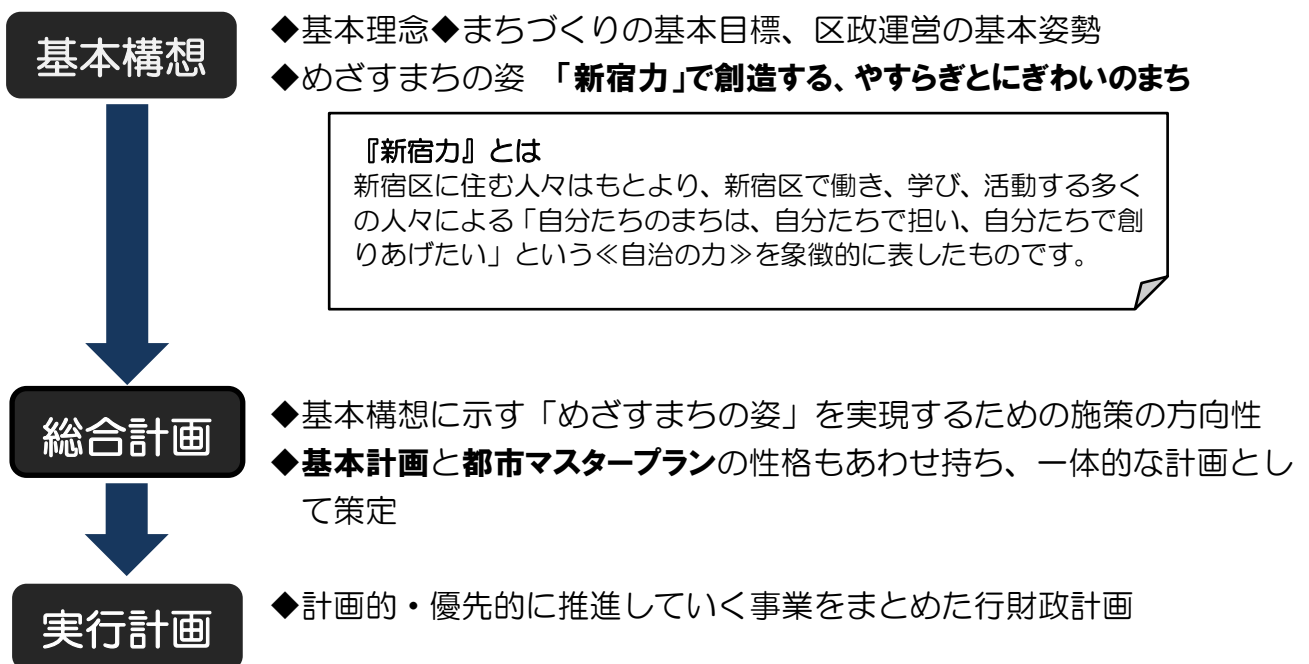 基本構想
◆基本理念◆まちづくりの基本目標、区政運営の基本姿勢
◆めざすまちの姿 「新宿力」で創造する、やすらぎとにぎわいのまち
『新宿力』とは
新宿区に住む人々はもとより、新宿区で働き、学び、活動する多く
の人々による「自分たちのまちは、自分たちで担い、自分たちで創
りあげたい」という≪自治の力≫を象徴的に表したものです。
総合計画
◆基本構想に示す「めざすまちの姿」を実現するための施策の方向性
◆基本計画と都市マスタープランの性格もあわせ持ち、一体的な計画とし
て策定
実行計画
◆計画的・優先的に推進していく事業をまとめた行財政計画